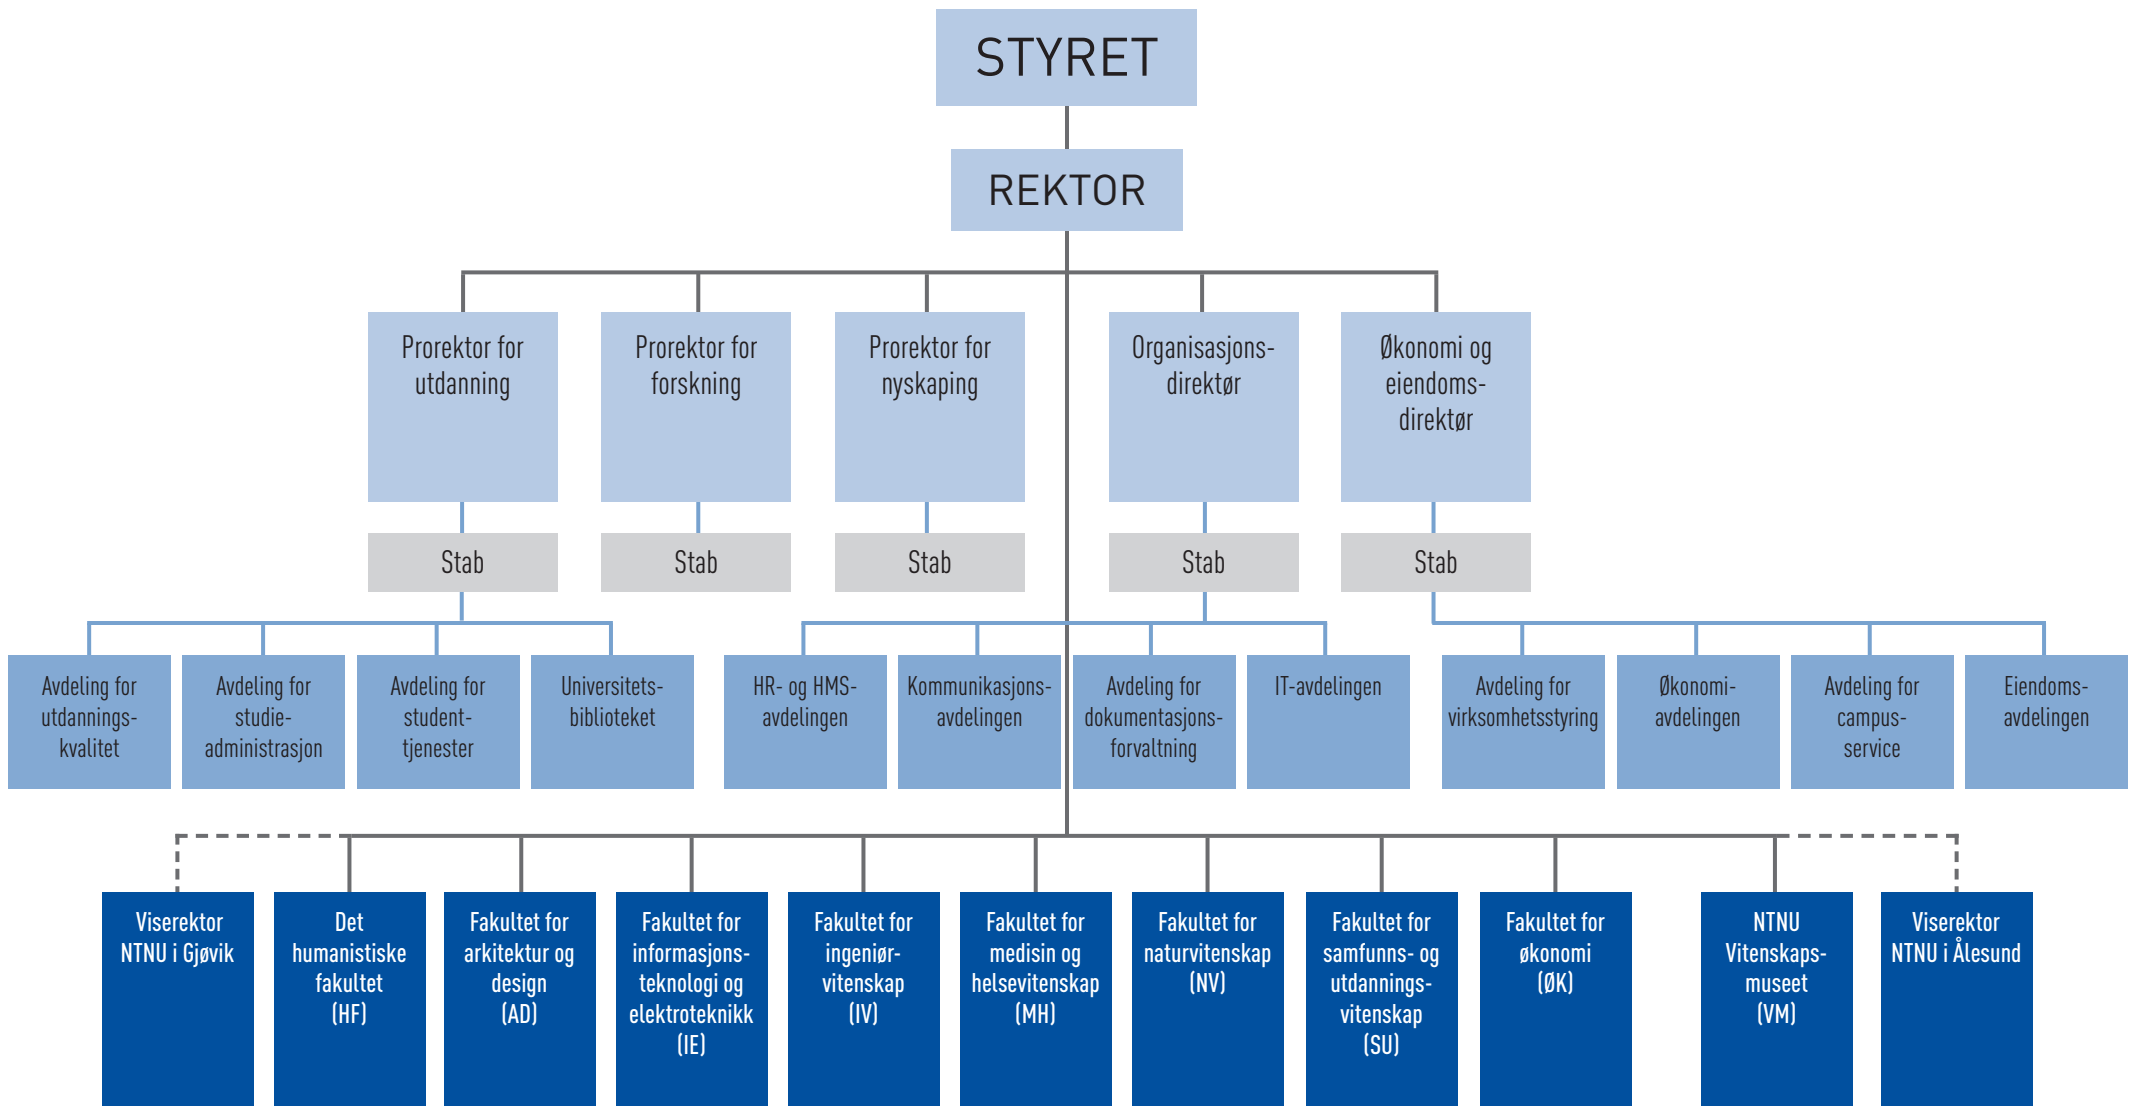 STYRET
REKTOR
Prorektor for
utdanning
Prorektor for
forskning
Prorektor for
nyskaping
Organisasjons-
direktør
Økonomi og
eiendoms-
direktør
Stab
Stab
Stab
Stab
Stab
Avdeling for
utdannings-
kvalitet
Avdeling for
studie-
administrasjon
Avdeling for
student-
tjenester
Universitets-
biblioteket
HR- og HMS-
avdelingen
Kommunikasjons-
avdelingen
Avdeling for
dokumentasjons-
forvaltning
IT-avdelingen
Avdeling for
virksomhetsstyring
Økonomi-
avdelingen
Avdeling for
campus-
service
Eiendoms-
avdelingen
Viserektor
NTNU i Gjøvik
Det
humanistiske
fakultet
(HF)
Fakultet for
arkitektur og
design
(AD)
Fakultet for
informasjons-
teknologi og
elektroteknikk
(IE)
Fakultet for
ingeniør-
vitenskap
(IV)
Fakultet for
medisin og
helsevitenskap
(MH)
Fakultet for
naturvitenskap
(NV)
Fakultet for
samfunns- og
utdannings-
vitenskap
(SU)
Fakultet for
økonomi
(ØK)
NTNU
Vitenskaps-
museet
(VM)
Viserektor
NTNU i Ålesund